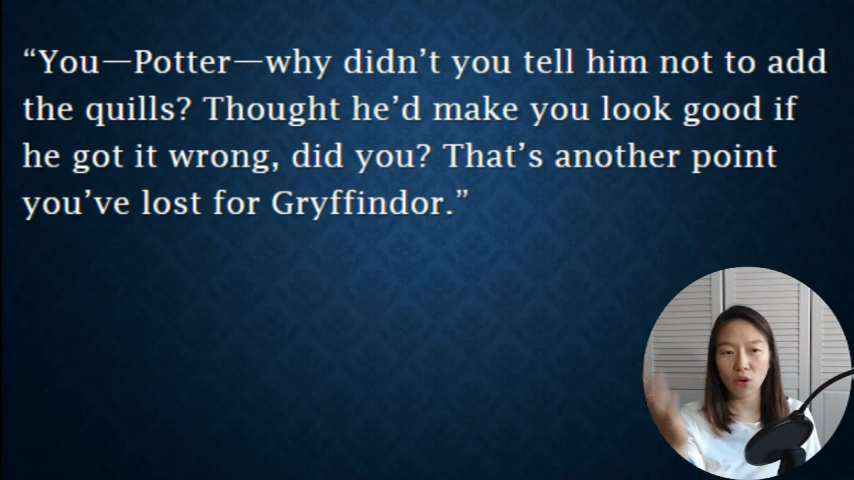 “You—Potter—why didn’t you tell him not to add
the quills? Thought he’d make you look good if
he got it wrong, did you? That’s another point
you’ve lost for Gryffindor.”